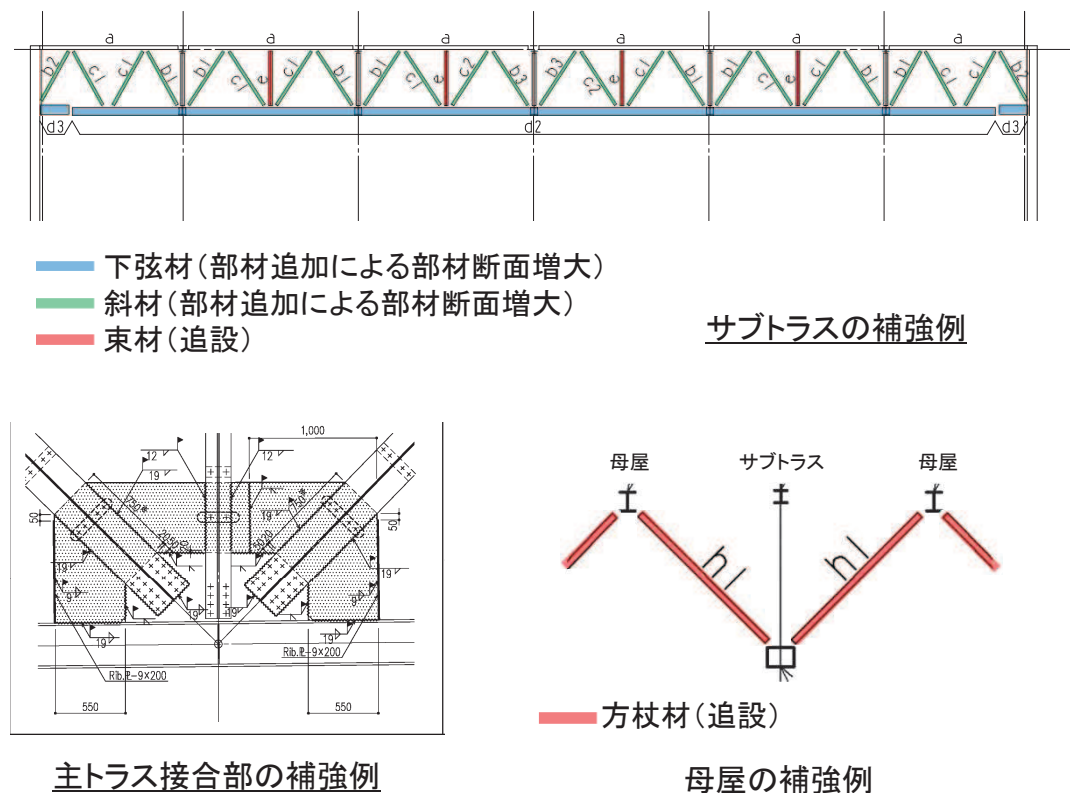 a a a a a a
b2 c1 c1 b1 b1 c1 e c1 b1 b1 c1 e c2 b3 b3 c2 e c1 b1 b1 c1 e c1 b1 b1 c1 c1 b2
d3 d2 d3
下弦材(部材追加による部材断面増大)
斜材(部材追加による部材断面増大)
束材(追設)
サブトラスの補強例
1,000
12 12
19
750※ 19 750※
50 50
19 19
9 19 19 9
19 19
Rib.PL-9×200
Rib.PL-9×200
550 550
主トラス接合部の補強例
母屋 サブトラス 母屋
h1 h1
方杖材(追設)
母屋の補強例